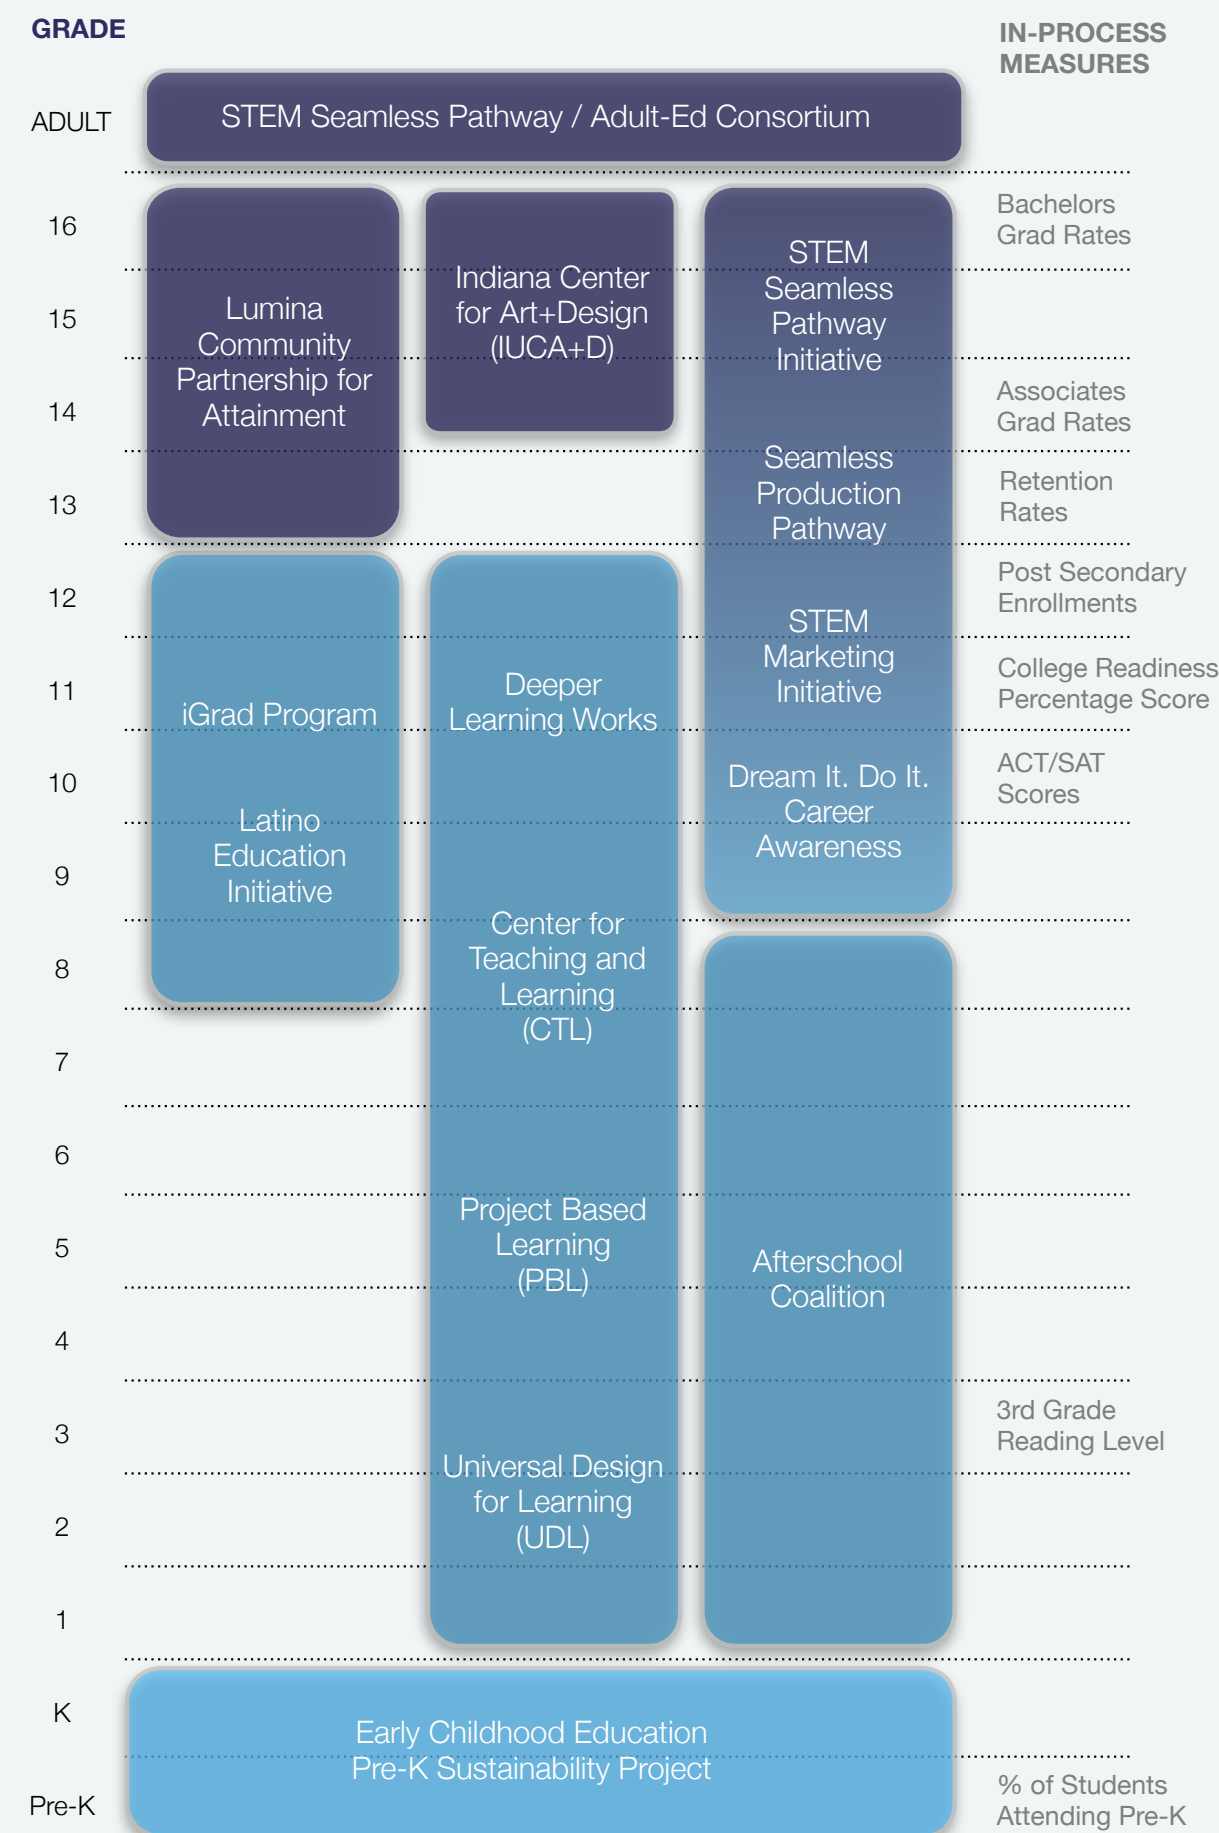 GRADE
IN-PROCESS
MEASURES
ADULT
STEM Seamless Pathway / Adult-Ed Consortium
16
15
14
13
12
11
10
9
8
7
6
5
4
3
2
1
K
Pre-K
Lumina
Community
Partnership for
Attainment
iGrad Program
Latino
Education
Initiative
Indiana Center
for Art+Design
(IUCA+D)
Deeper
Learning Works
Center for
Teaching and
Learning
(CTL)
Project Based
Learning
(PBL)
Universal Design
for Learning
(UDL)
STEM
Seamless
Pathway
Initiative
Seamless
Production
Pathway
STEM
Marketing
Initiative
Dream It. Do It.
Career
Awareness
Afterschool
Coalition
Early Childhood Education
Pre-K Sustainability Project
Bachelors
Grad Rates
Associates
Grad Rates
Retention
Rates
Post Secondary
Enrollments
College Readiness
Percentage Score
ACT/SAT
Scores
3rd Grade
Reading Level
% of Students
Attending Pre-K